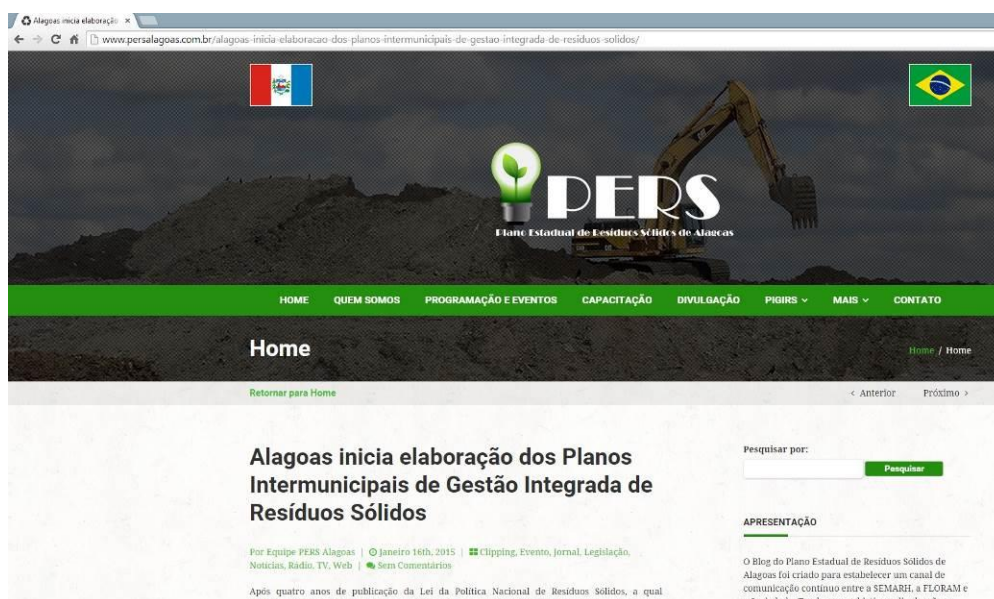 Alagoas inicia elaboração
www.persalagoas.com.br/alagoas-inicia-elaboracao-dos-planos-intermunicipais-de-gestao-integrada-de-residuos-solidos/
PERS
Plano Estadual de Resíduos Sólidos de Alagoas
HOME QUEM SOMOS PROGRAMAÇÃO E EVENTOS CAPACITAÇÃO DIVULGAÇÃO PIGIRS MAIS CONTATO
Home
Home / Home
Retornar para Home
< Anterior Próximo >
Alagoas inicia elaboração dos Planos
Intermunicipais de Gestão Integrada de
Resíduos Sólidos
Por Equipe PERS Alagoas | Janeiro 16th, 2015 | Clipping, Evento, Jornal, Legislação,
Notícias, Rádio, TV, Web | Sem Comentários
Após quatro anos de publicação da Lei da Política Nacional de Resíduos Sólidos, a qual
Pesquisar por:
Pesquisar
APRESENTAÇÃO
O Blog do Plano Estadual de Resíduos Sólidos de
Alagoas foi criado para estabelecer um canal de
comunicação contínuo entre a SEMARH, a FLORAM e